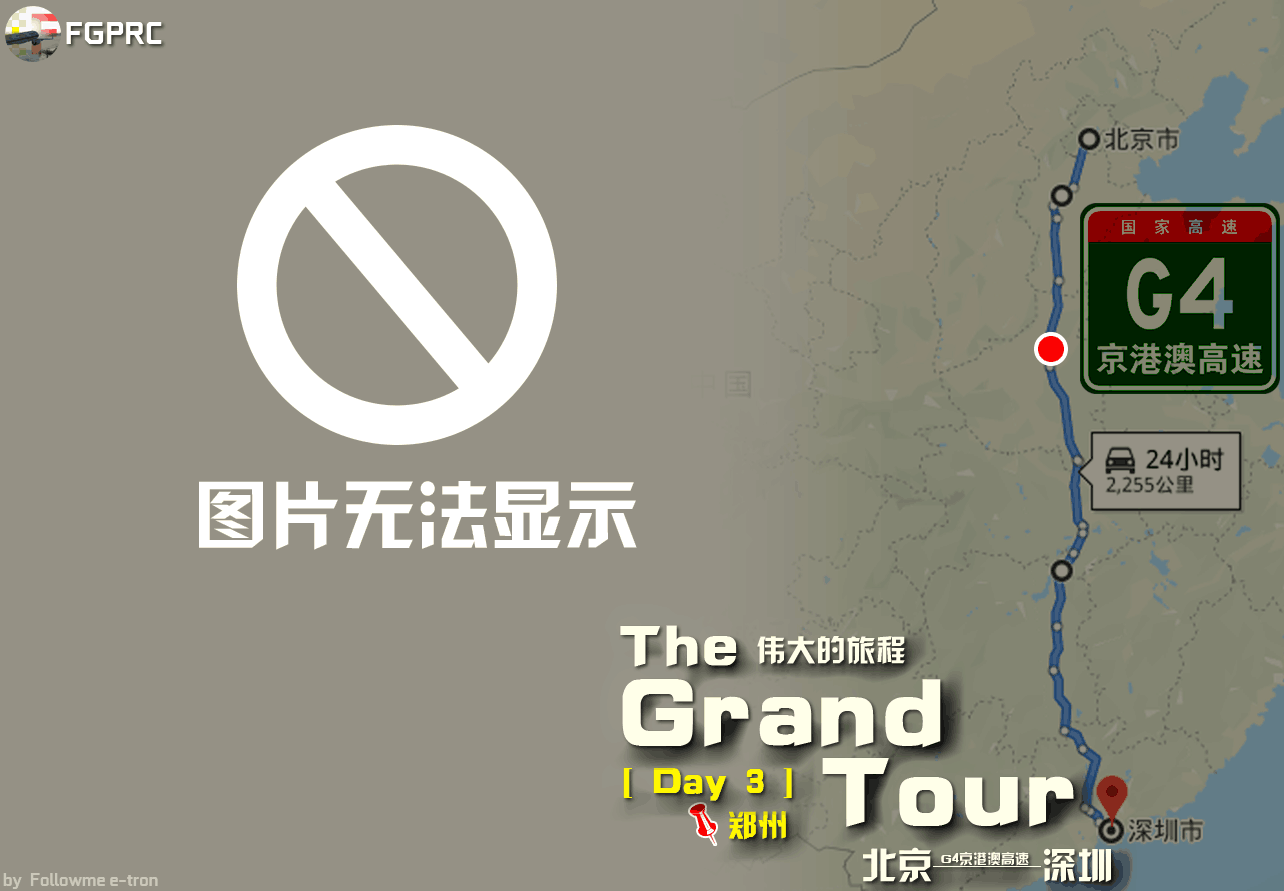 FGPRC
北京市
国家高速
G4
京港澳高速
中国
24小时
2,255公里
图片无法显示
The 伟大的旅程
Grand
[ Day 3 ] Tour
郑州
深圳市
北京 G4京港澳高速 深圳
by Followme e-tron